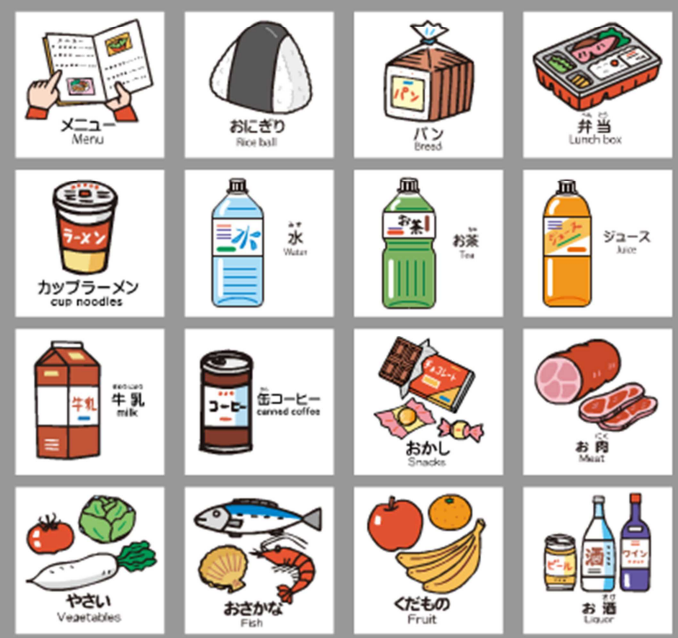 メニュー
Menu
おにぎり
Rice ball
パン
パン
Bread
弁当
Lunch box
ラーメン
カップラーメン
cup noodles
水
みず
水
Water
お茶
ちゃ
お茶
Tea
ジュース
ジュース
Juice
牛乳
ぎゅうにゅう
牛乳
milk
コーヒー
かん
缶コーヒー
canned coffee
チョコレート
おかし
Snacks
にく
お肉
Meat
やさい
Vegetables
おさかな
Fish
くだもの
Fruit
ビール
酒
ワイン
さけ
お酒
Liquor